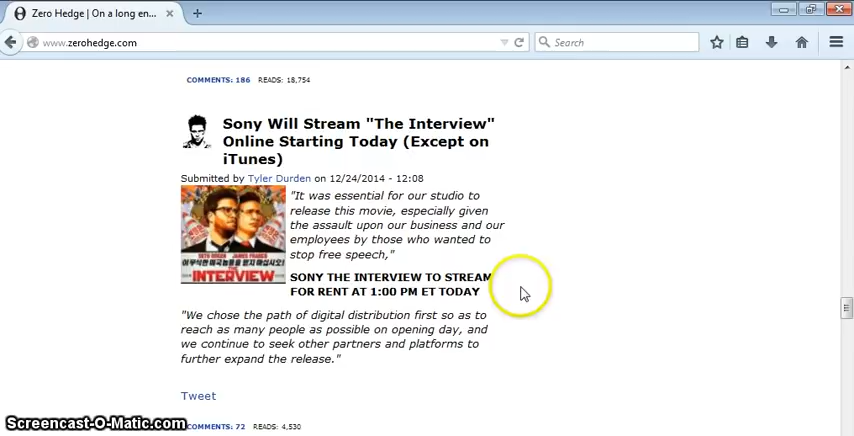 Zero Hedge | On a long en...
www.zerohedge.com
Search
COMMENTS: 186 READS: 18,754
Sony Will Stream "The Interview"
Online Starting Today (Except on
iTunes)
Submitted by Tyler Durden on 12/24/2014 - 12:08
"It was essential for our studio to
release this movie, especially given
the assault upon our business and our
employees by those who wanted to
stop free speech,"
SETH ROGEN JAMES FRANCO
THE INTERVIEW
SONY THE INTERVIEW TO STREAM
FOR RENT AT 1:00 PM ET TODAY
"We chose the path of digital distribution first so as to
reach as many people as possible on opening day, and
we continue to seek other partners and platforms to
further expand the release."
Tweet
COMMENTS: 72 READS: 4,530
Screencast-O-Matic.com